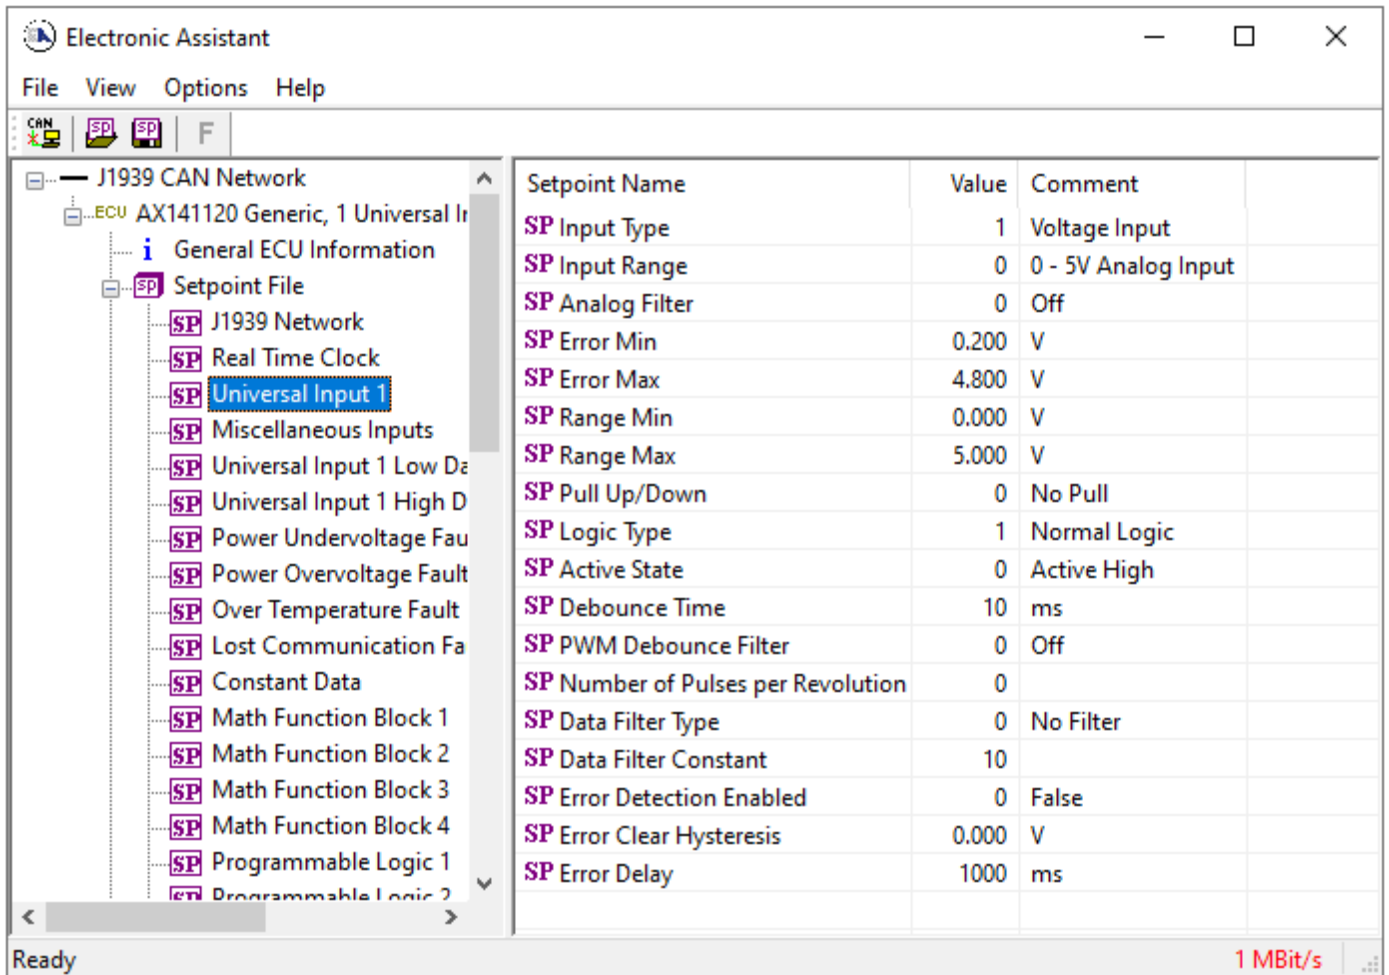 Electronic Assistant
File View Options Help
CAN SP SP F
J1939 CAN Network
ECU AX141120 Generic, 1 Universal
i General ECU Information
SP Setpoint File
SP J1939 Network
SP Real Time Clock
SP Universal Input 1
SP Miscellaneous Inputs
SP Universal Input 1 Low Da
SP Universal Input 1 High D
SP Power Undervoltage Fau
SP Power Overvoltage Fault
SP Over Temperature Fault
SP Lost Communication Fa
SP Constant Data
SP Math Function Block 1
SP Math Function Block 2
SP Math Function Block 3
SP Math Function Block 4
SP Programmable Logic 1
SP Programmable Logic 2
Setpoint Name Value Comment
SP Input Type 1 Voltage Input
SP Input Range 0 0 - 5V Analog Input
SP Analog Filter 0 Off
SP Error Min 0.200 V
SP Error Max 4.800 V
SP Range Min 0.000 V
SP Range Max 5.000 V
SP Pull Up/Down 0 No Pull
SP Logic Type 1 Normal Logic
SP Active State 0 Active High
SP Debounce Time 10 ms
SP PWM Debounce Filter 0 Off
SP Number of Pulses per Revolution 0
SP Data Filter Type 0 No Filter
SP Data Filter Constant 10
SP Error Detection Enabled 0 False
SP Error Clear Hysteresis 0.000 V
SP Error Delay 1000 ms
Ready 1 MBit/s